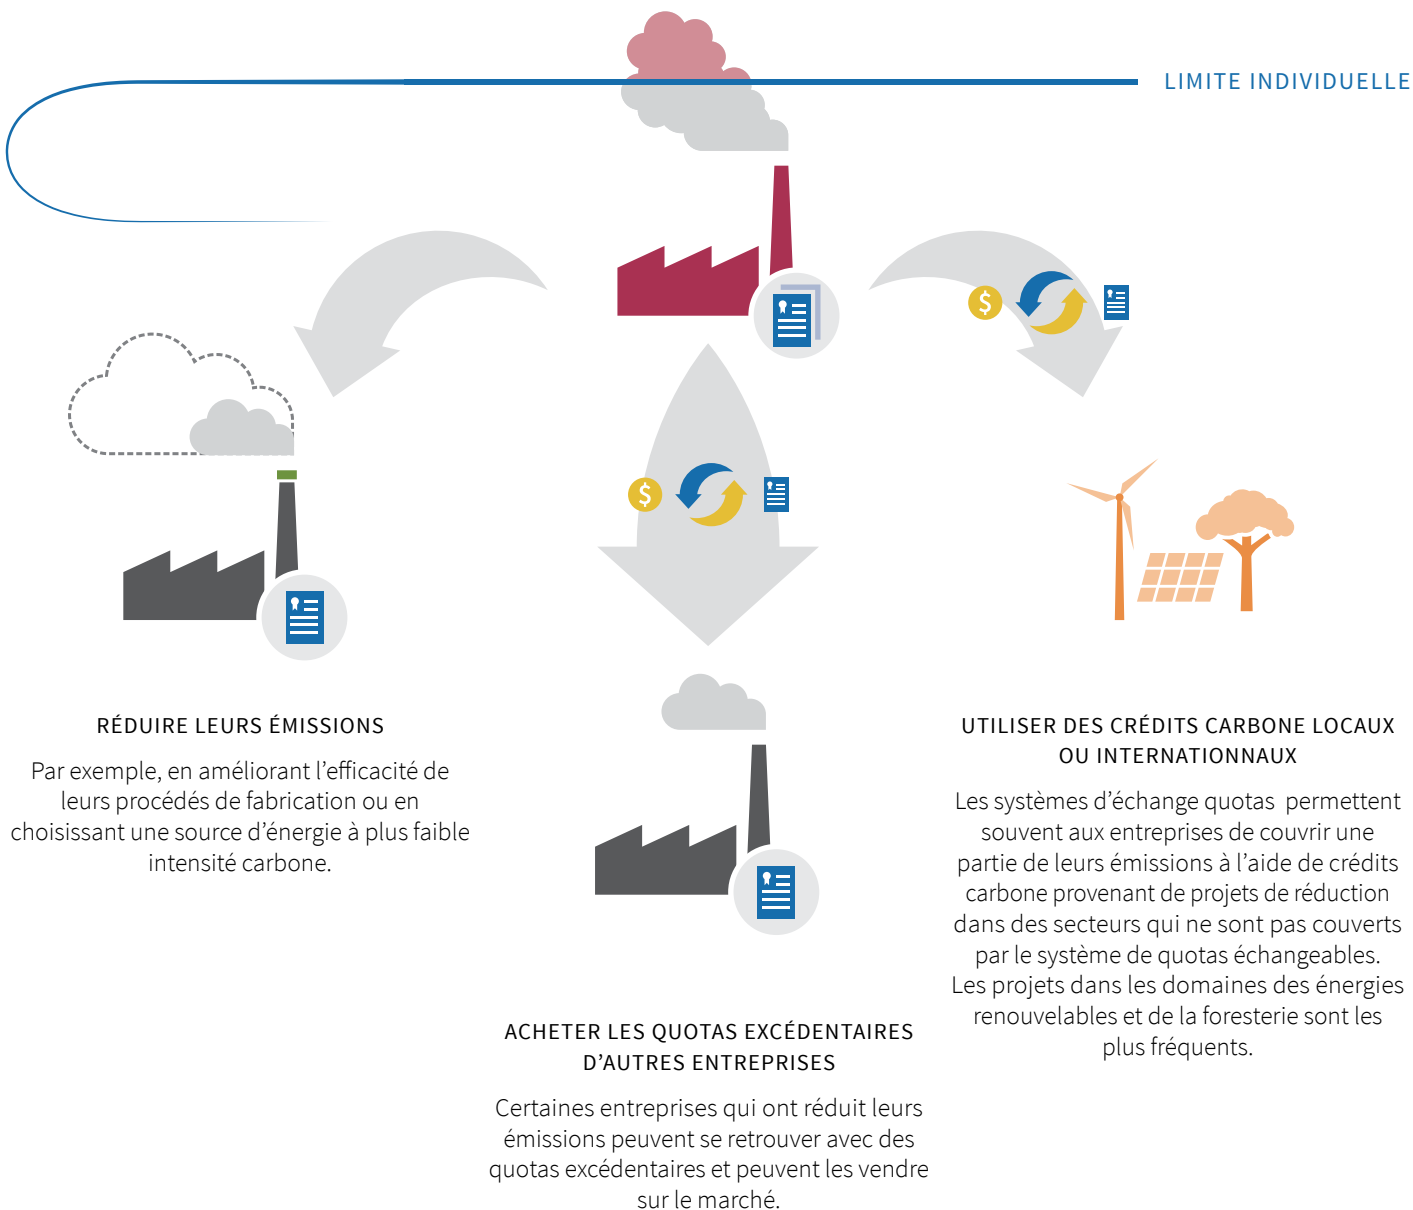 LIMITE INDIVIDUELLE
$
$
RÉDUIRE LEURS ÉMISSIONS
Par exemple, en améliorant l’efficacité de
leurs procédés de fabrication ou en
choisissant une source d’énergie à plus faible
intensité carbone.
ACHETER LES QUOTAS EXCÉDENTAIRES
D’AUTRES ENTREPRISES
Certaines entreprises qui ont réduit leurs
émissions peuvent se retrouver avec des
quotas excédentaires et peuvent les vendre
sur le marché.
UTILISER DES CRÉDITS CARBONE LOCAUX
OU INTERNATIONNAUX
Les systèmes d’échange quotas permettent
souvent aux entreprises de couvrir une
partie de leurs émissions à l’aide de crédits
carbone provenant de projets de réduction
dans des secteurs qui ne sont pas couverts
par le système de quotas échangeables.
Les projets dans les domaines des énergies
renouvelables et de la foresterie sont les
plus fréquents.